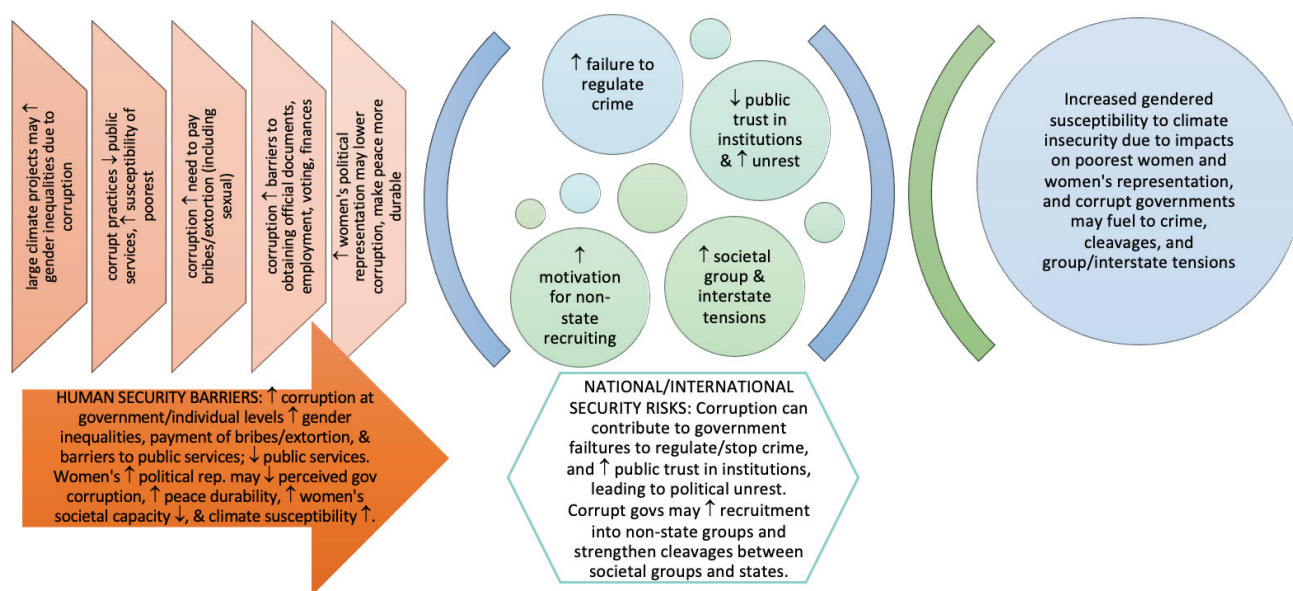 large climate projects may ↑
gender inequalities due to
corruption
corrupt practices ↓ public
services, ↑ susceptibility of
poorest
corruption ↑ need to pay
bribes/extortion (including
sexual)
corruption ↑ barriers to
obtaining official documents,
employment, voting, finances
↑ women's political
representation may lower
corruption, make peace more
durable
↑ failure to
regulate
crime
↓ public
trust in
institutions
& ↑ unrest
↑
motivation
for non-
state
recruiting
↑ societal
group &
interstate
tensions
Increased gendered
susceptibility to climate
insecurity due to impacts
on poorest women and
women's representation,
and corrupt governments
may fuel to crime,
cleavages, and
group/interstate tensions
HUMAN SECURITY BARRIERS: ↑ corruption at
government/individual levels ↑ gender
inequalities, payment of bribes/extortion, &
barriers to public services; ↓ public services.
Women's ↑ political rep. may ↓ perceived gov
corruption, ↑ peace durability, ↑ women's
societal capacity ↓, & climate susceptibility ↑.
NATIONAL/INTERNATIONAL
SECURITY RISKS: Corruption can
contribute to government
failures to regulate/stop crime,
and ↑ public trust in institutions,
leading to political unrest.
Corrupt govs may ↑ recruitment
into non-state groups and
strengthen cleavages between
societal groups and states.